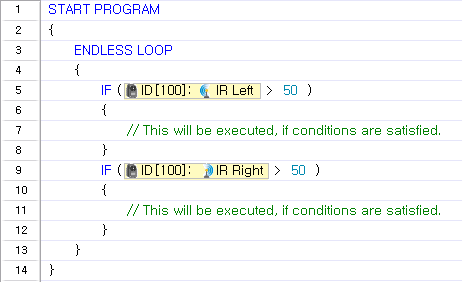 1 START PROGRAM
2 {
3 ENDLESS LOOP
4 {
5 IF ( ID[100]: IR Left > 50 )
6 {
7 // This will be executed, if conditions are satisfied.
8 }
9 IF ( ID[100]: IR Right > 50 )
10 {
11 // This will be executed, if conditions are satisfied.
12 }
13 }
14 }